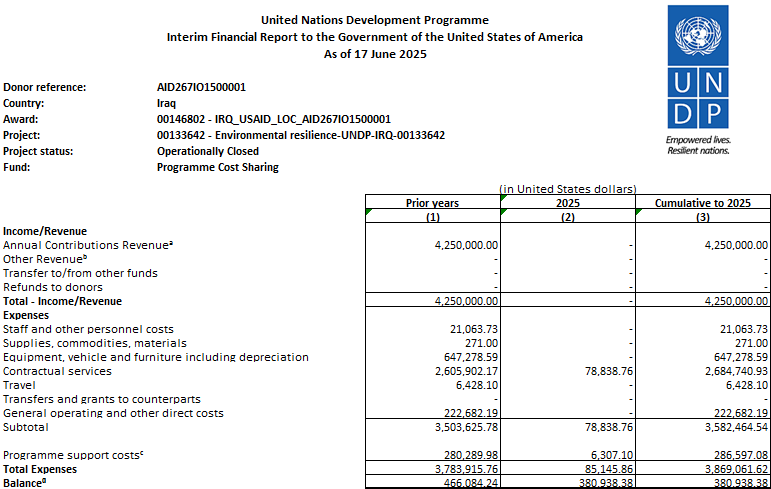 United Nations Development Programme
Interim Financial Report to the Government of the United States of America
As of 17 June 2025
U N
D P
Empowered lives.
Resilient nations.
Donor reference: AID267IO1500001
Country: Iraq
Award: 00146802 - IRQ_USAID_LOC_AID267IO1500001
Project: 00133642 - Environmental resilience-UNDP-IRQ-00133642
Project status: Operationally Closed
Fund: Programme Cost Sharing
(in United States dollars)
Prior years 2025 Cumulative to 2025
(1) (2) (3)
Income/Revenue
Annual Contributions Revenueᵃ 4,250,000.00 - 4,250,000.00
Other Revenueᵇ - - -
Transfer to/from other funds - - -
Refunds to donors - - -
Total - Income/Revenue 4,250,000.00 - 4,250,000.00
Expenses
Staff and other personnel costs 21,063.73 - 21,063.73
Supplies, commodities, materials 271.00 - 271.00
Equipment, vehicle and furniture including depreciation 647,278.59 - 647,278.59
Contractual services 2,605,902.17 78,838.76 2,684,740.93
Travel 6,428.10 - 6,428.10
Transfers and grants to counterparts - - -
General operating and other direct costs 222,682.19 - 222,682.19
Subtotal 3,503,625.78 78,838.76 3,582,464.54
Programme support costsᶜ 280,289.98 6,307.10 286,597.08
Total Expenses 3,783,915.76 85,145.86 3,869,061.62
Balanceᵍ 466,084.24 380,938.38 380,938.38